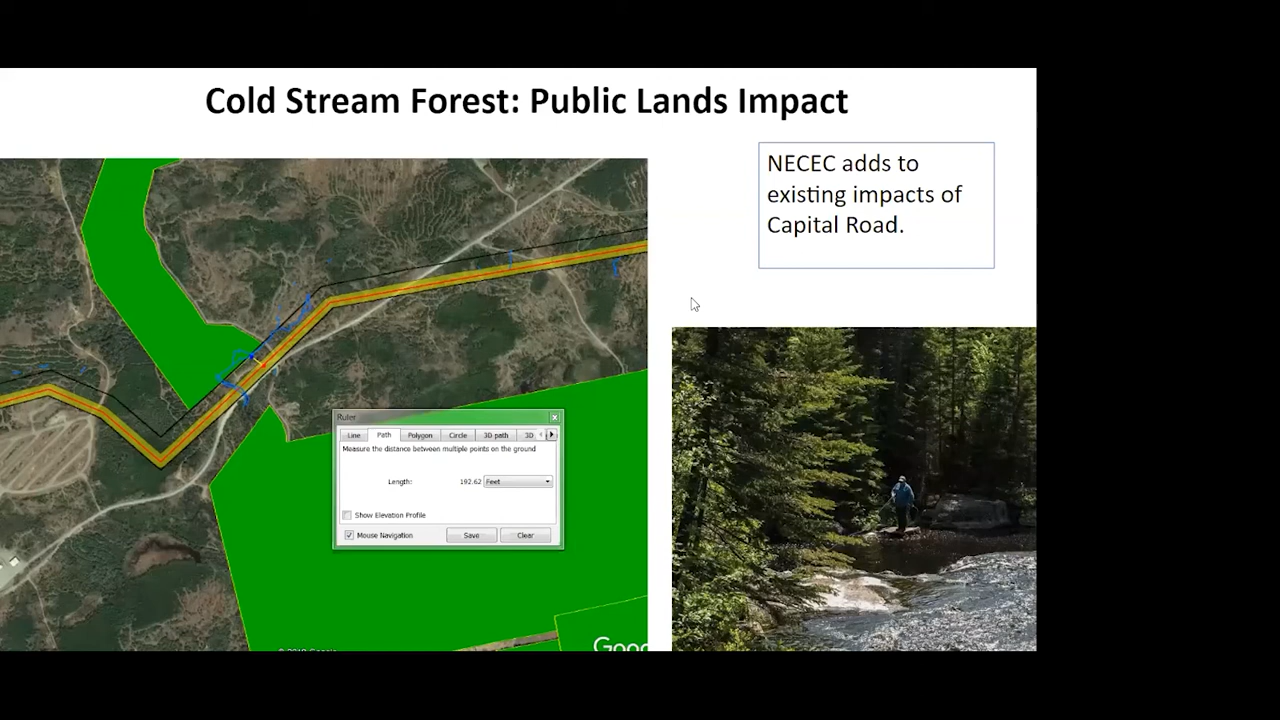 Cold Stream Forest: Public Lands Impact
NECEC adds to
existing impacts of
Capital Road.
Ruler
Line Path Polygon Circle 3D path 3D
Measure the distance between multiple points on the ground
Length: 192.62 Feet
Show Elevation Profile
Mouse Navigation Save Clear